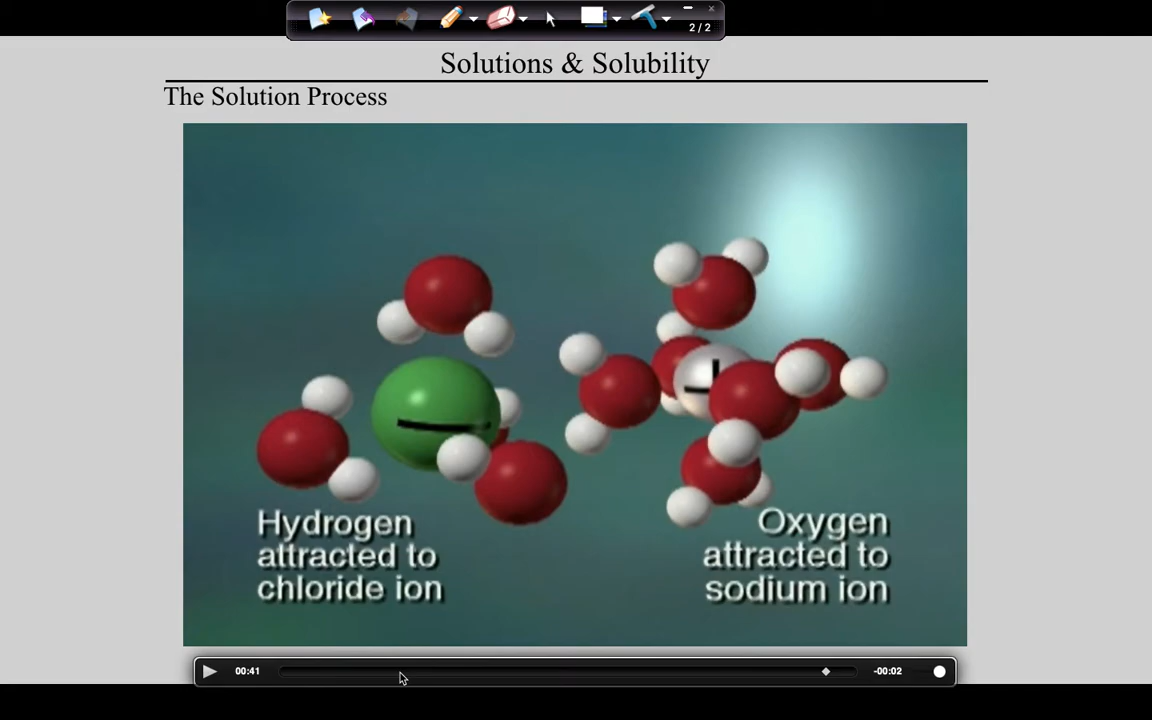 2 / 2
Solutions & Solubility
The Solution Process
Hydrogen
attracted to
chloride ion
Oxygen
attracted to
sodium ion
00:41
-00:02